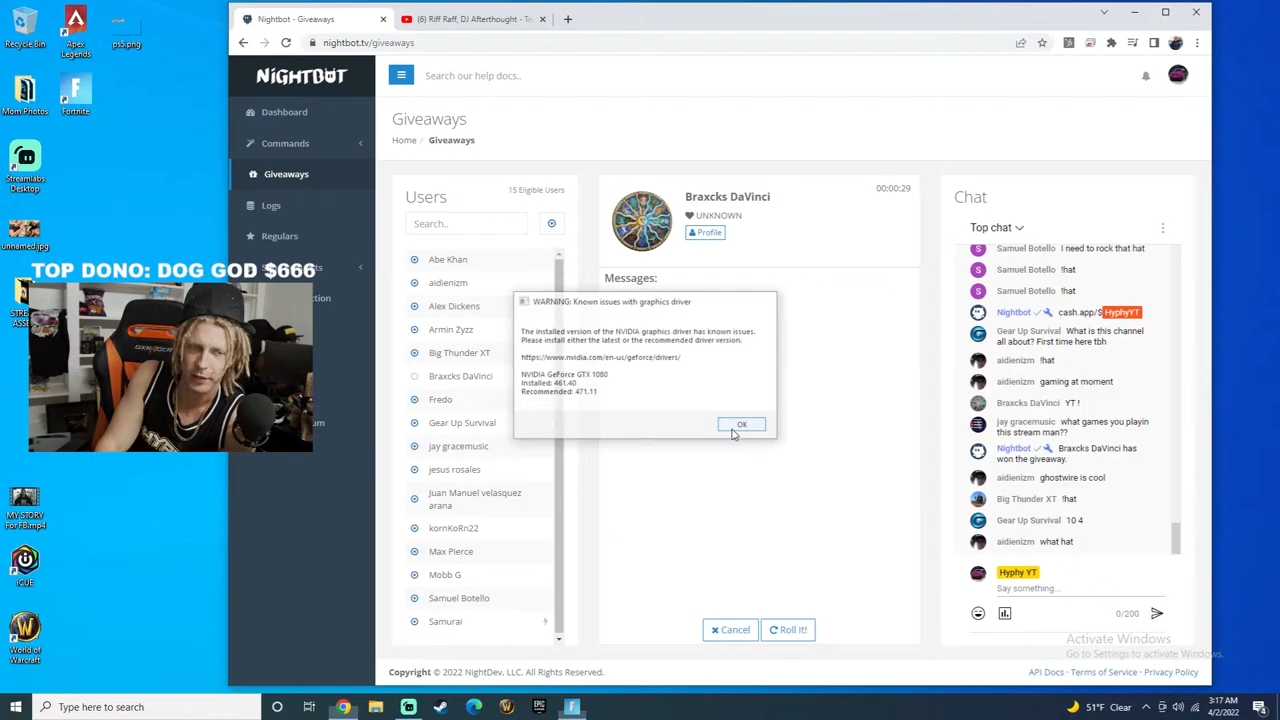 Nightbot - Giveaways
(6) Riff Raff, DJ Afterthought - Te
nightbot.tv/giveaways
Recycle Bin
Apex Legends
ps5.png
Mom Photos
Fortnite
Streamlabs Desktop
unnamed.jpg
TOP DONO: DOG GOD $666
MY STORY For FB.mp4
iCUE
World of Warcraft
NIGHTBOT
Search our help docs..
Dashboard
Commands
Giveaways
Logs
Regulars
Giveaways
Home / Giveaways
Users
15 Eligible Users
Search..
Abe Khan
aidienizm
Alex Dickens
Armin Zyzz
Big Thunder XT
Braxcks DaVinci
Fredo
Gear Up Survival
jay gracemusic
jesus rosales
Juan Manuel velasquez
arana
kornKoRn22
Max Pierce
Mobb G
Samuel Botello
Samurai
Braxcks DaVinci
00:00:29
UNKNOWN
Profile
Messages:
WARNING: Known issues with graphics driver
The installed version of the NVIDIA graphics driver has known issues.
Please install either the latest or the recommended driver version.
https://www.nvidia.com/en-us/geforce/drivers/
NVIDIA GeForce GTX 1080
Installed: 461.40
Recommended: 471.11
OK
Cancel
Roll It!
Chat
Top chat
Samuel Botello I need to rock that
hat
Samuel Botello !hat
Samuel Botello !hat
Nightbot cash.app/$HyphyYT
Gear Up Survival What is this channel
all about? First time here tbh
aidienizm !hat
aidienizm gaming at moment
Braxcks DaVinci YT !
jay gracemusic what games you playin
this stream man??
Nightbot Braxcks DaVinci has
won the giveaway.
aidienizm ghostwire is cool
Big Thunder XT !hat
Gear Up Survival 10 4
aidienizm what hat
Hyphy YT
Say something...
0/200
Activate Windows
Go to Settings to activate Windows.
Copyright © 2022 NightDev, LLC. All Rights Reserved.
API Docs - Terms of Service - Privacy Policy
Type here to search
EPIC
51°F Clear
3:17 AM
4/2/2022